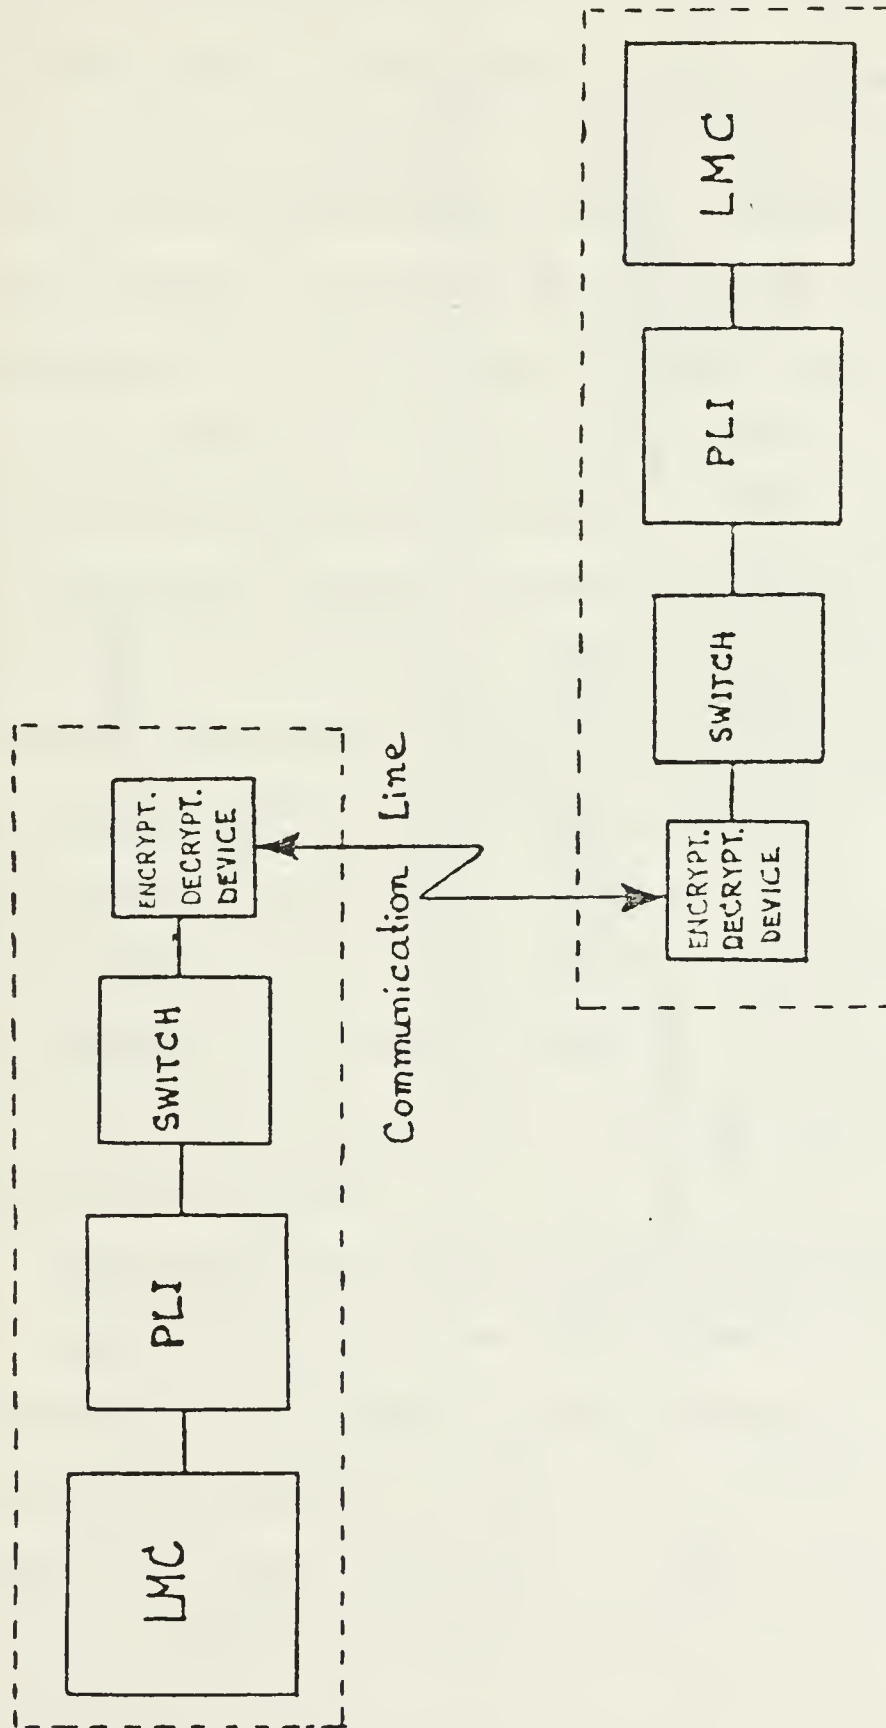 LMC
PLI
SWITCH
ENCRYPT.
DECRYPT.
DEVICE
Communication Line
ENCRYPT.
DECRYPT.
DEVICE
SWITCH
PLI
LMC